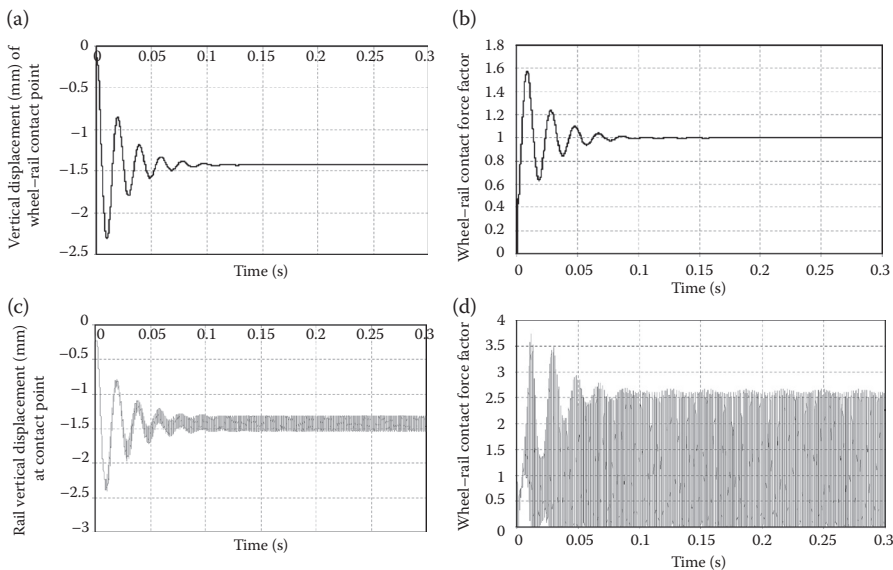 (a)
Vertical displacement (mm) of
wheel–rail contact point
0
−0.5
−1
−1.5
−2
−2.5
0 0.05 0.1 0.15 0.2 0.25 0.3
Time (s)
(b)
Wheel–rail contact force factor
1.8
1.6
1.4
1.2
1
0.8
0.6
0.4
0.2
0
0 0.05 0.1 0.15 0.2 0.25 0.3
Time (s)
(c)
Rail vertical displacement (mm)
at contact point
0
−0.5
−1
−1.5
−2
−2.5
−3
0 0.05 0.1 0.15 0.2 0.25 0.3
Time (s)
(d)
Wheel–rail contact force factor
4
3.5
3
2.5
2
1.5
1
0.5
0
0 0.05 0.1 0.15 0.2 0.25 0.3
Time (s)